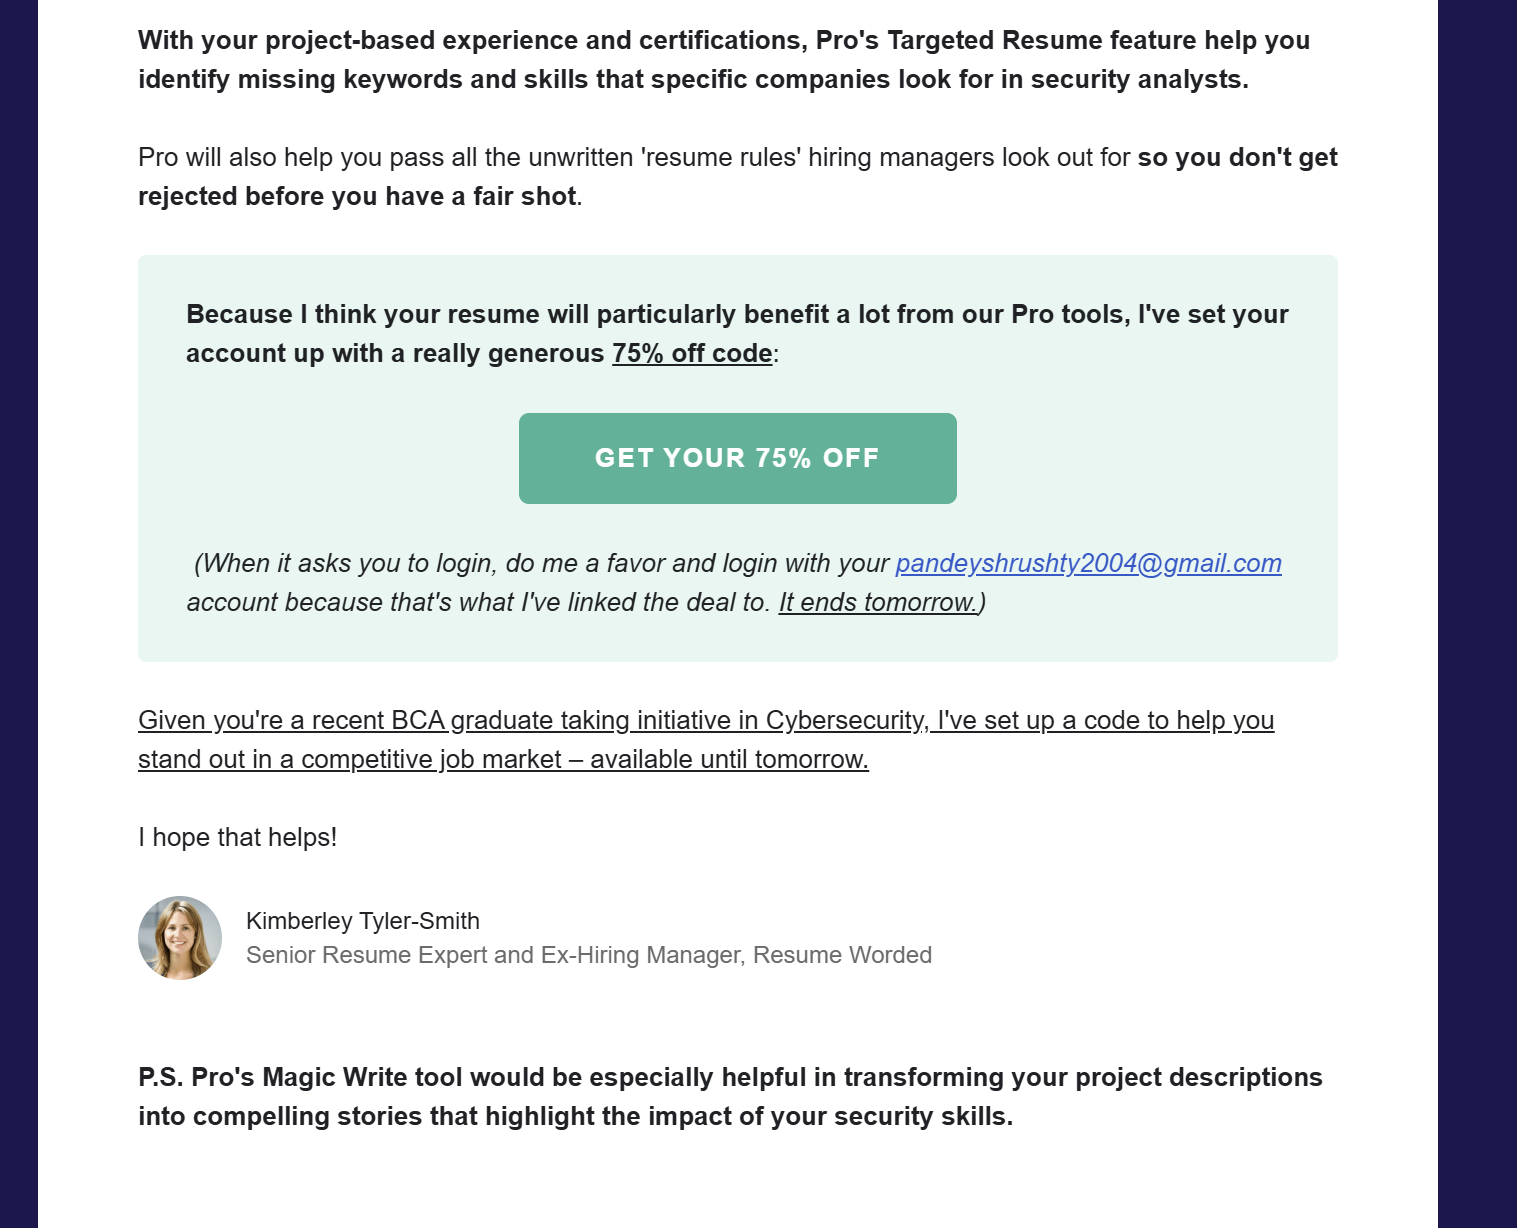 With your project-based experience and certifications, Pro's Targeted Resume feature help you
identify missing keywords and skills that specific companies look for in security analysts.
Pro will also help you pass all the unwritten 'resume rules' hiring managers look out for so you don't get
rejected before you have a fair shot.
Because I think your resume will particularly benefit a lot from our Pro tools, I've set your
account up with a really generous 75% off code:
GET YOUR 75% OFF
(When it asks you to login, do me a favor and login with your pandeyshrushty2004@gmail.com
account because that's what I've linked the deal to. It ends tomorrow.)
Given you're a recent BCA graduate taking initiative in Cybersecurity, I've set up a code to help you
stand out in a competitive job market – available until tomorrow.
I hope that helps!
Kimberley Tyler-Smith
Senior Resume Expert and Ex-Hiring Manager, Resume Worded
P.S. Pro's Magic Write tool would be especially helpful in transforming your project descriptions
into compelling stories that highlight the impact of your security skills.